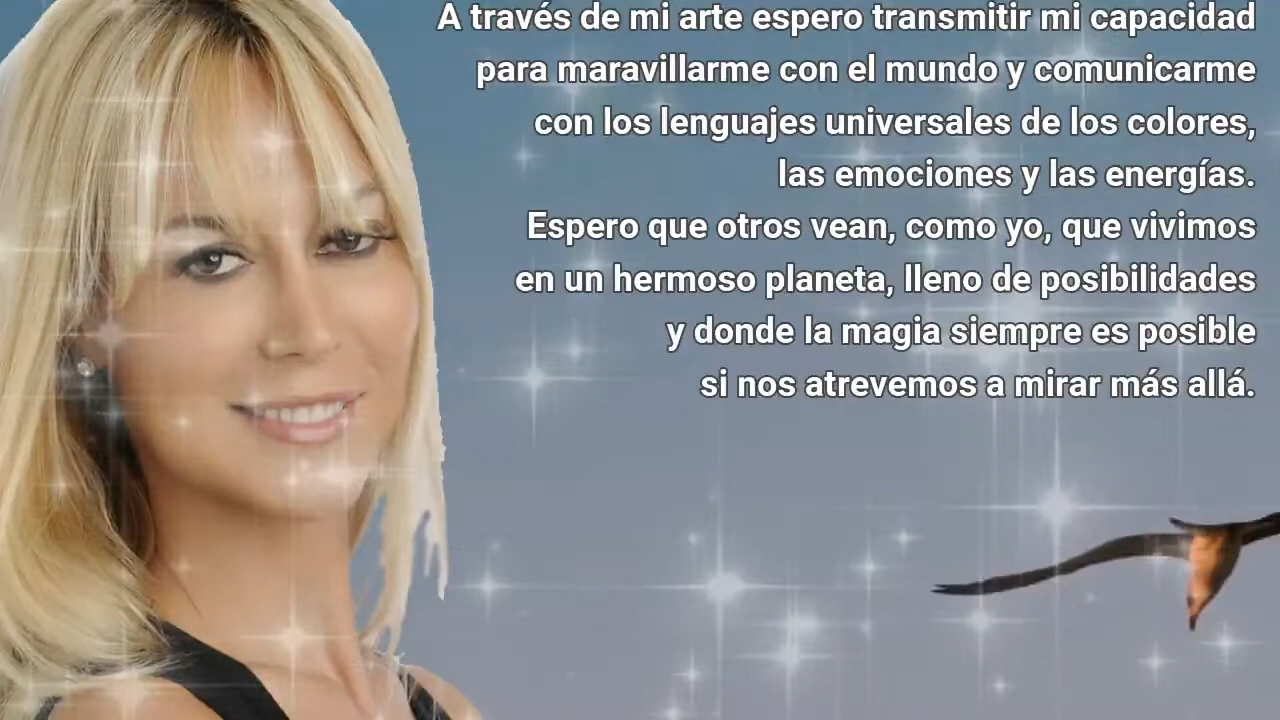 A través de mi arte espero transmitir mi capacidad
para maravillarme con el mundo y comunicarme
con los lenguajes universales de los colores,
las emociones y las energías.
Espero que otros vean, como yo, que vivimos
en un hermoso planeta, lleno de posibilidades
y donde la magia siempre es posible
si nos atrevemos a mirar más allá.